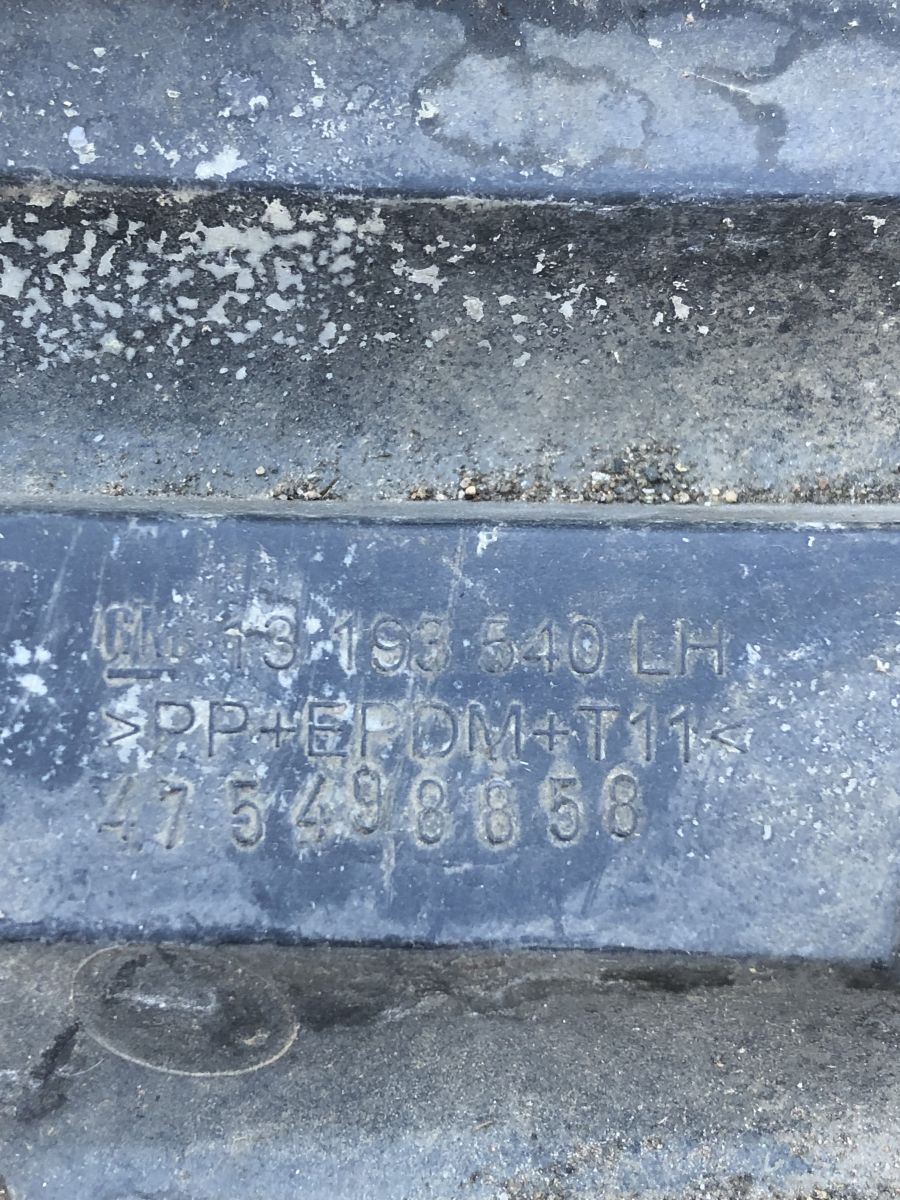 GM 13 193 540 LH
>PP+EPDM+T11<
475498858